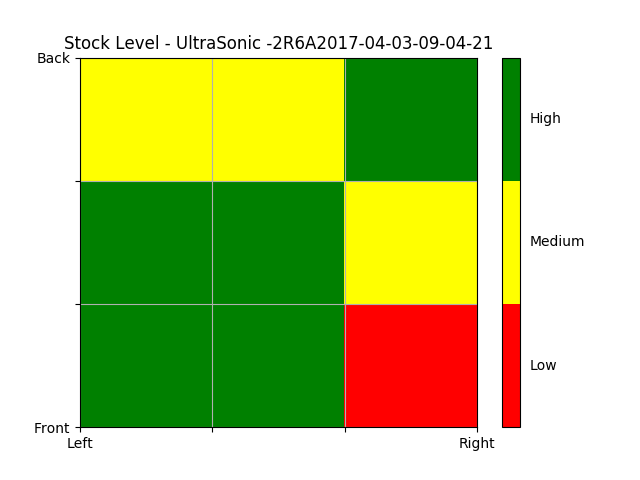 Stock Level - UltraSonic -2R6A2017-04-03-09-04-21
Back
High
Medium
Low
Front
Left
Right